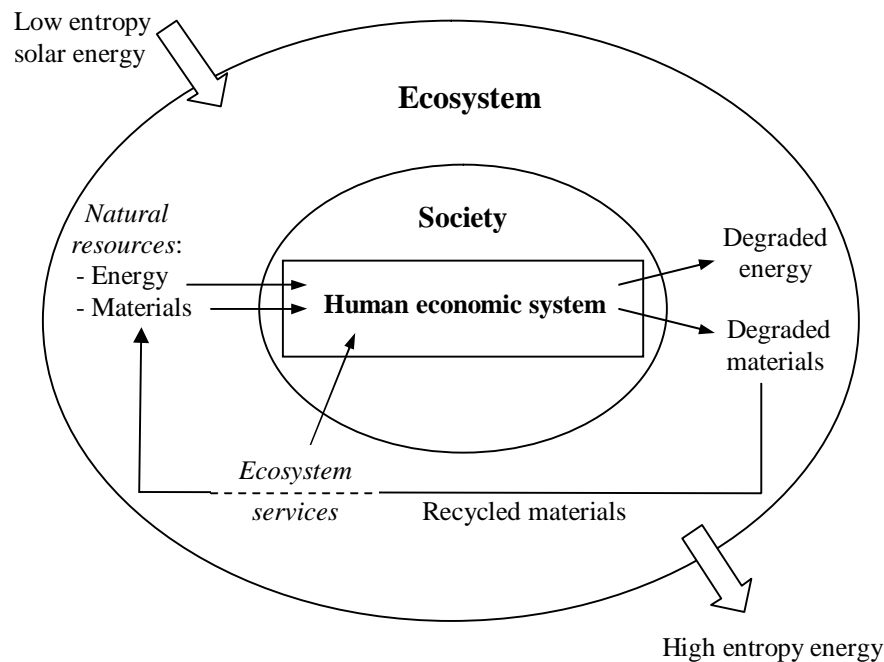 Low entropy
solar energy
Ecosystem
Society
Natural
resources:
- Energy
- Materials
Human economic system
Degraded
energy
Degraded
materials
Ecosystem
services
Recycled materials
High entropy energy